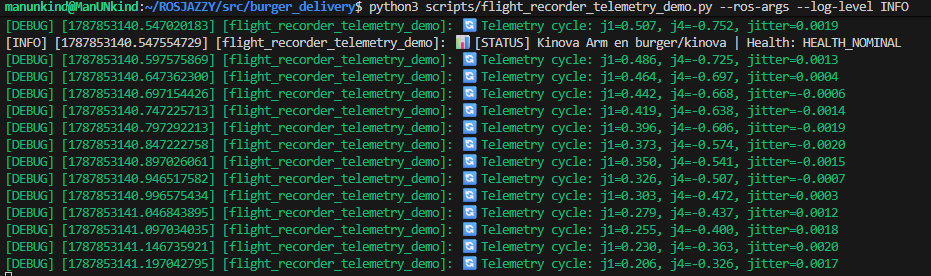 manunkind@ManUNkind:~/ROSJAZZY/src/burger_delivery$ python3 scripts/flight_recorder_telemetry_demo.py --ros-args --log-level INFO
[DEBUG] [1787853140.547020183] [flight_recorder_telemetry_demo]: 🔄 Telemetry cycle: j1=0.507, j4=-0.752, jitter=0.0019
[INFO] [1787853140.547554729] [flight_recorder_telemetry_demo]: 📊 [STATUS] Kinova Arm en burger/kinova | Health: HEALTH_NOMINAL
[DEBUG] [1787853140.597575869] [flight_recorder_telemetry_demo]: 🔄 Telemetry cycle: j1=0.486, j4=-0.725, jitter=0.0013
[DEBUG] [1787853140.647362300] [flight_recorder_telemetry_demo]: 🔄 Telemetry cycle: j1=0.464, j4=-0.697, jitter=0.0004
[DEBUG] [1787853140.697154426] [flight_recorder_telemetry_demo]: 🔄 Telemetry cycle: j1=0.442, j4=-0.668, jitter=-0.0006
[DEBUG] [1787853140.747225713] [flight_recorder_telemetry_demo]: 🔄 Telemetry cycle: j1=0.419, j4=-0.638, jitter=-0.0014
[DEBUG] [1787853140.797292213] [flight_recorder_telemetry_demo]: 🔄 Telemetry cycle: j1=0.396, j4=-0.606, jitter=-0.0019
[DEBUG] [1787853140.847222758] [flight_recorder_telemetry_demo]: 🔄 Telemetry cycle: j1=0.373, j4=-0.574, jitter=-0.0020
[DEBUG] [1787853140.897026061] [flight_recorder_telemetry_demo]: 🔄 Telemetry cycle: j1=0.350, j4=-0.541, jitter=-0.0015
[DEBUG] [1787853140.946517582] [flight_recorder_telemetry_demo]: 🔄 Telemetry cycle: j1=0.326, j4=-0.507, jitter=-0.0007
[DEBUG] [1787853140.996575434] [flight_recorder_telemetry_demo]: 🔄 Telemetry cycle: j1=0.303, j4=-0.472, jitter=0.0003
[DEBUG] [1787853141.046843895] [flight_recorder_telemetry_demo]: 🔄 Telemetry cycle: j1=0.279, j4=-0.437, jitter=0.0012
[DEBUG] [1787853141.097034035] [flight_recorder_telemetry_demo]: 🔄 Telemetry cycle: j1=0.255, j4=-0.400, jitter=0.0018
[DEBUG] [1787853141.146735921] [flight_recorder_telemetry_demo]: 🔄 Telemetry cycle: j1=0.230, j4=-0.363, jitter=0.0020
[DEBUG] [1787853141.197042795] [flight_recorder_telemetry_demo]: 🔄 Telemetry cycle: j1=0.206, j4=-0.326, jitter=0.0017